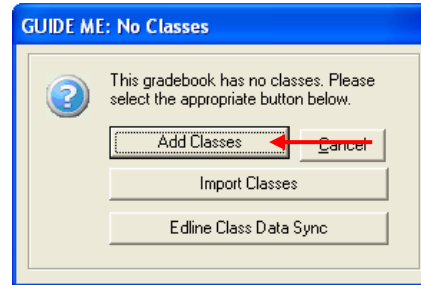 GUIDE ME: No Classes
This gradebook has no classes. Please
select the appropriate button below.
Add Classes
Cancel
Import Classes
Edline Class Data Sync